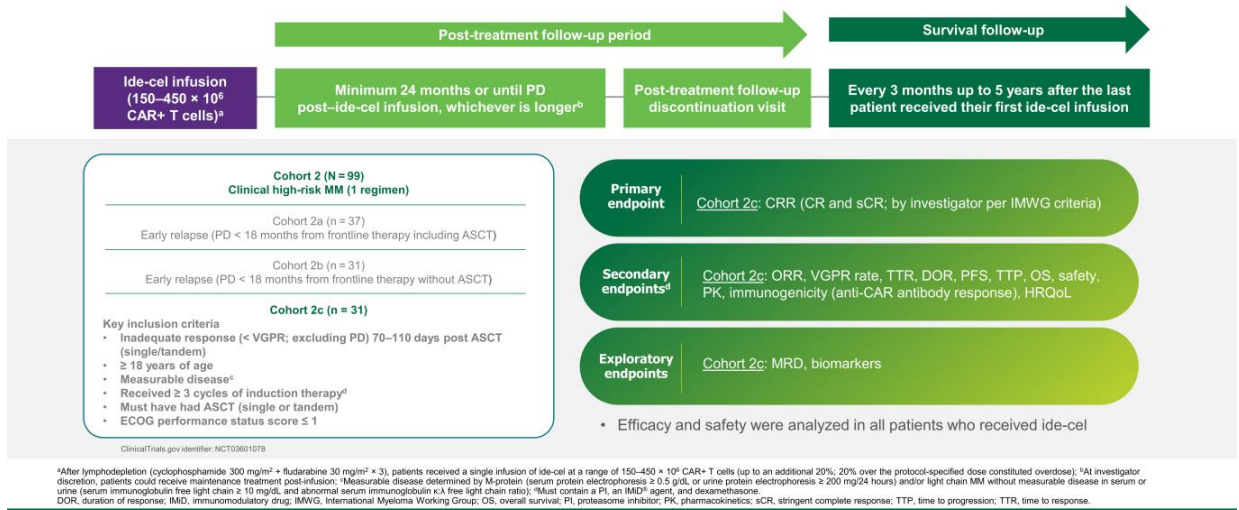 Post-treatment follow-up period
Survival follow-up
Ide-cel infusion
(150–450 × 10⁶
CAR+ T cells)ᵃ
Minimum 24 months or until PD
post–ide-cel infusion, whichever is longerᵇ
Post-treatment follow-up
discontinuation visit
Every 3 months up to 5 years after the last
patient received their first ide-cel infusion
Cohort 2 (N = 99)
Clinical high-risk MM (1 regimen)
Cohort 2a (n = 37)
Early relapse (PD < 18 months from frontline therapy including ASCT)
Cohort 2b (n = 31)
Early relapse (PD < 18 months from frontline therapy without ASCT)
Cohort 2c (n = 31)
Key inclusion criteria
• Inadequate response (< VGPR; excluding PD) 70–110 days post ASCT
(single/tandem)
• ≥ 18 years of age
• Measurable diseaseᶜ
• Received ≥ 3 cycles of induction therapyᵈ
• Must have had ASCT (single or tandem)
• ECOG performance status score ≤ 1
ClinicalTrials.gov identifier: NCT03601078
Primary
endpoint
Cohort 2c: CRR (CR and sCR; by investigator per IMWG criteria)
Secondary
endpointsᵈ
Cohort 2c: ORR, VGPR rate, TTR, DOR, PFS, TTP, OS, safety,
PK, immunogenicity (anti-CAR antibody response), HRQoL
Exploratory
endpoints
Cohort 2c: MRD, biomarkers
• Efficacy and safety were analyzed in all patients who received ide-cel
ᵃAfter lymphodepletion (cyclophosphamide 300 mg/m² + fludarabine 30 mg/m² × 3), patients received a single infusion of ide-cel at a range of 150–450 × 10⁶ CAR+ T cells (up to an additional 20%; 20% over the protocol-specified dose constituted overdose); ᵇAt investigator
discretion, patients could receive maintenance treatment post-infusion; ᶜMeasurable disease determined by M-protein (serum protein electrophoresis ≥ 0.5 g/dL or urine protein electrophoresis ≥ 200 mg/24 hours) and/or light chain MM without measurable disease in serum or
urine (serum immunoglobulin free light chain ≥ 10 mg/dL and abnormal serum immunoglobulin κ:λ free light chain ratio); ᵈMust contain a PI, an IMiD® agent, and dexamethasone.
DOR, duration of response; IMiD, immunomodulatory drug; IMWG, International Myeloma Working Group; OS, overall survival; PI, proteasome inhibitor; PK, pharmacokinetics; sCR, stringent complete response; TTP, time to progression; TTR, time to response.